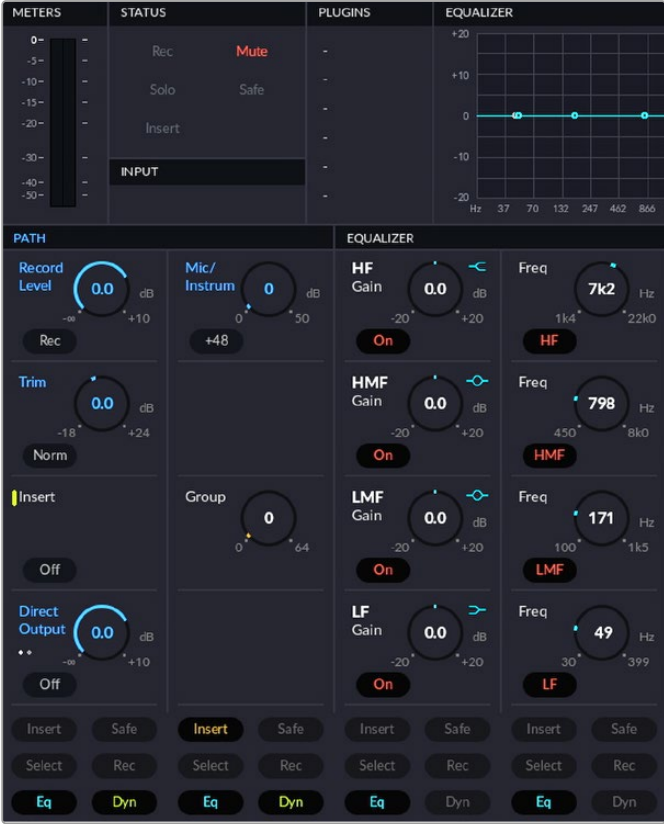 METERS STATUS PLUGINS EQUALIZER
0-
-5-
-10-
-15-
-20-
-30-
-40-
-50-
Rec Mute
Solo Safe
Insert
INPUT
+20
+10
0
-10
-20
Hz 37 70 132 247 462 866
PATH EQUALIZER
Record Level 0.0 dB
-∞ +10
Rec
Mic/ Instrum 0 dB
0 50
+48
HF Gain 0.0 dB
-20 +20
On
Freq 7k2 Hz
1k4 22k0
HF
Trim 0.0 dB
-18 +24
Norm
HMF Gain 0.0 dB
-20 +20
On
Freq 798 Hz
450 8k0
HMF
Insert
Off
Group 0
0 64
LMF Gain 0.0 dB
-20 +20
On
Freq 171 Hz
100 1k5
LMF
Direct Output 0.0 dB
-∞ +10
Off
LF Gain 0.0 dB
-20 +20
On
Freq 49 Hz
30 399
LF
Insert Safe Insert Safe Insert Safe Insert Safe
Select Rec Select Rec Select Rec Select Rec
Eq Dyn Eq Dyn Eq Dyn Eq Dyn